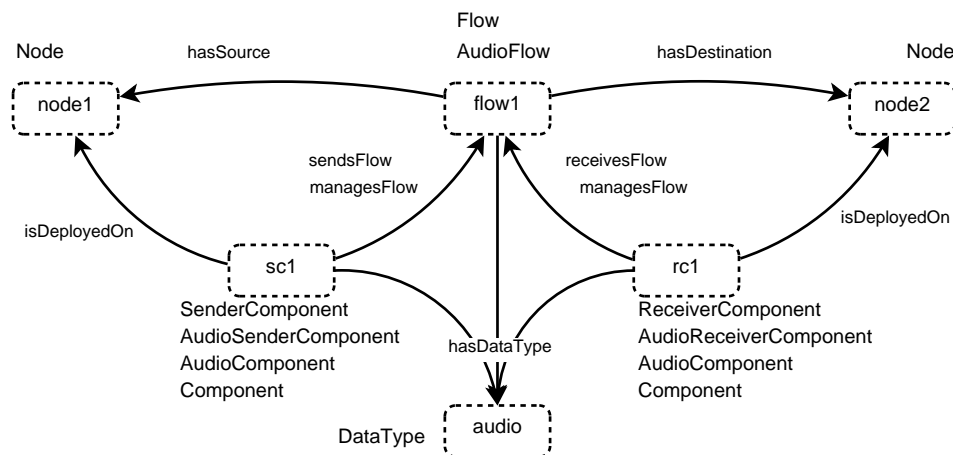 Flow
Node
hasSource
AudioFlow
hasDestination
Node
node1
flow1
node2
sendsFlow
managesFlow
receivesFlow
managesFlow
isDeployedOn
isDeployedOn
sc1
rc1
SenderComponent
AudioSenderComponent
AudioComponent
Component
hasDataType
ReceiverComponent
AudioReceiverComponent
AudioComponent
Component
DataType
audio